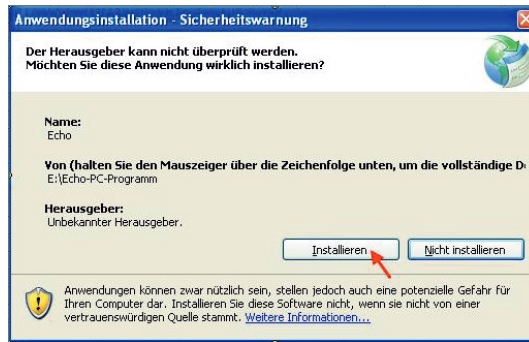 Anwendungsinstallation - Sicherheitswarnung
Der Herausgeber kann nicht überprüft werden.
Möchten Sie diese Anwendung wirklich installieren?
Name:
Echo
Von (halten Sie den Mauszeiger über die Zeichenfolge unten, um die vollständige D
E:\Echo-PC-Programm
Herausgeber:
Unbekannter Herausgeber.
Installieren
Nicht installieren
Anwendungen können zwar nützlich sein, stellen jedoch auch eine potenzielle Gefahr für
Ihren Computer dar. Installieren Sie diese Software nicht, wenn sie nicht von einer
vertrauenswürdigen Quelle stammt. Weitere Informationen...